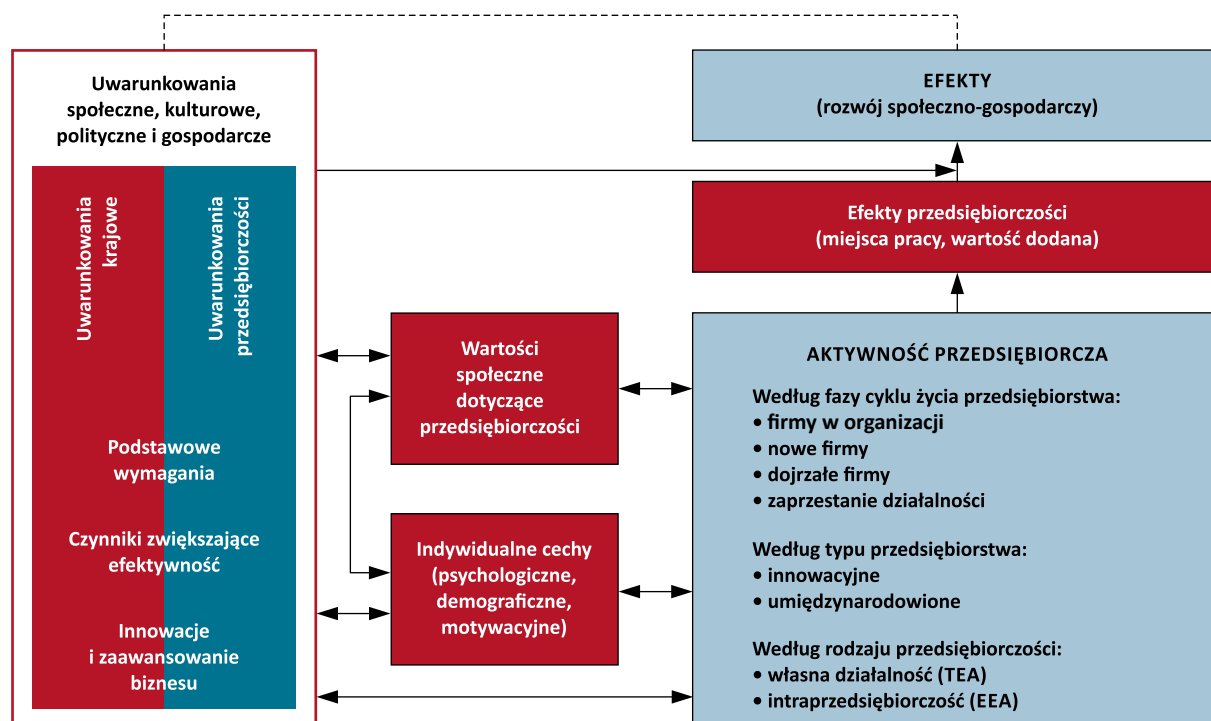 Uwarunkowania
społeczne, kulturowe,
polityczne i gospodarcze
Uwarunkowania
krajowe
Uwarunkowania
przedsiębiorczości
Podstawowe
wymagania
Czynniki zwiększające
efektywność
Innowacje
i zaawansowanie
biznesu
Wartości
społeczne
dotyczące
przedsiębiorczości
Indywidualne cechy
(psychologiczne,
demograficzne,
motywacyjne)
EFEKTY
(rozwój społeczno-gospodarczy)
Efekty przedsiębiorczości
(miejsca pracy, wartość dodana)
AKTYWNOŚĆ PRZEDSIĘBIORCZA
Według fazy cyklu życia przedsiębiorstwa:
• firmy w organizacji
• nowe firmy
• dojrzałe firmy
• zaprzestanie działalności
Według typu przedsiębiorstwa:
• innowacyjne
• umiędzynarodowione
Według rodzaju przedsiębiorczości:
• własna działalność (TEA)
• intraprzedsiębiorczość (EEA)